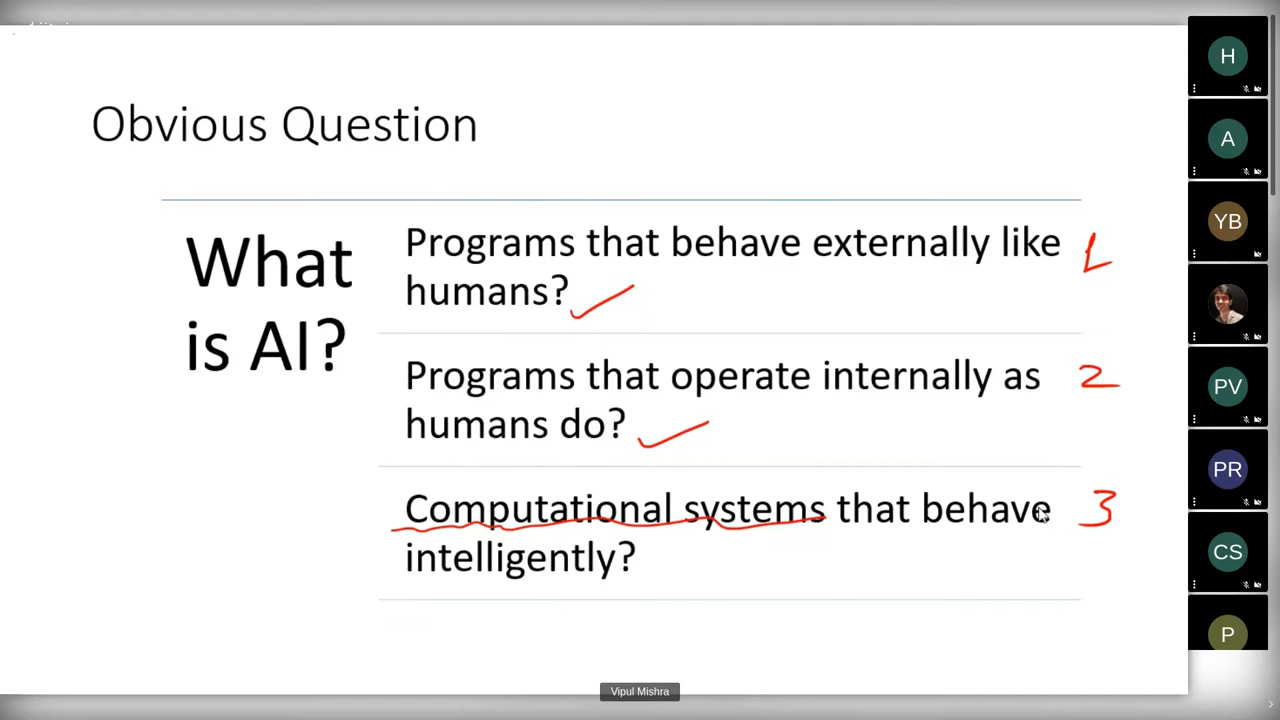 Obvious Question
What
is AI?
Programs that behave externally like
humans?
1
Programs that operate internally as
humans do?
2
Computational systems that behave
intelligently?
3
H
A
YB
PV
PR
CS
P
Vipul Mishra